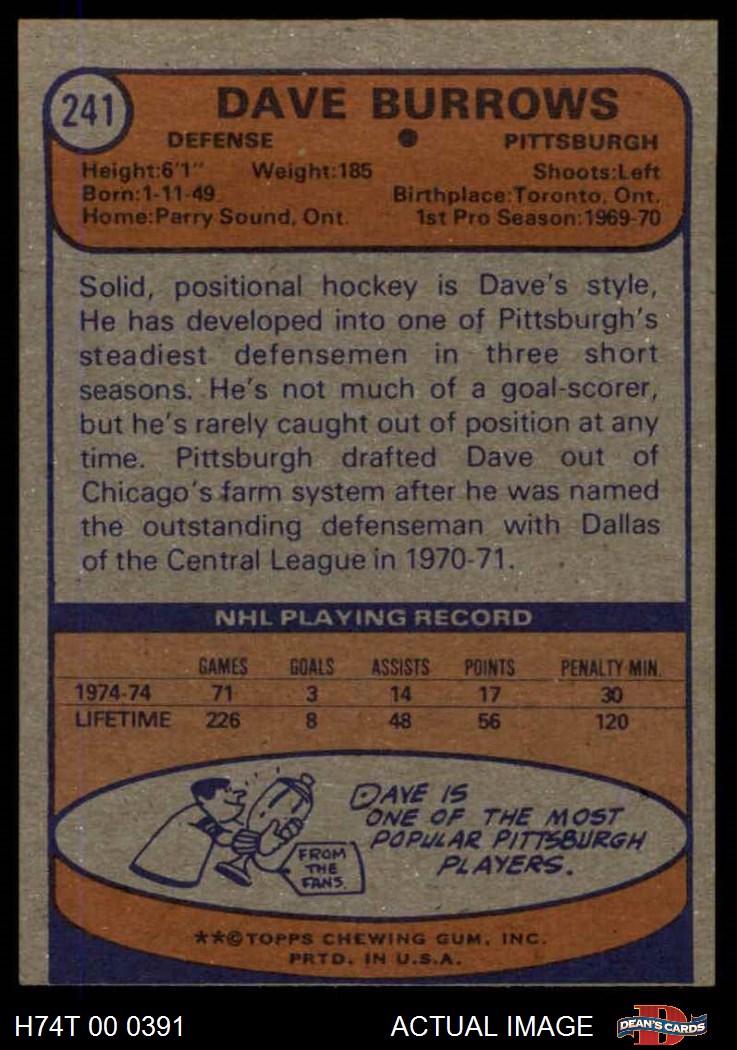 241
DAVE BURROWS
DEFENSE ● PITTSBURGH
Height:6'1" Weight:185 Shoots:Left
Born:1-11-49 Birthplace:Toronto, Ont.
Home:Parry Sound, Ont. 1st Pro Season:1969-70
Solid, positional hockey is Dave's style,
He has developed into one of Pittsburgh's
steadiest defensemen in three short
seasons. He's not much of a goal-scorer,
but he's rarely caught out of position at any
time. Pittsburgh drafted Dave out of
Chicago's farm system after he was named
the outstanding defenseman with Dallas
of the Central League in 1970-71.
NHL PLAYING RECORD
GAMES GOALS ASSISTS POINTS PENALTY MIN.
1974-74 71 3 14 17 30
LIFETIME 226 8 48 56 120
DAVE IS
ONE OF THE MOST
POPULAR PITTSBURGH
PLAYERS.
FROM
THE
FANS.
**©TOPPS CHEWING GUM, INC.
PRTD. IN U.S.A.
H74T 00 0391 ACTUAL IMAGE D DEAN'S CARDS